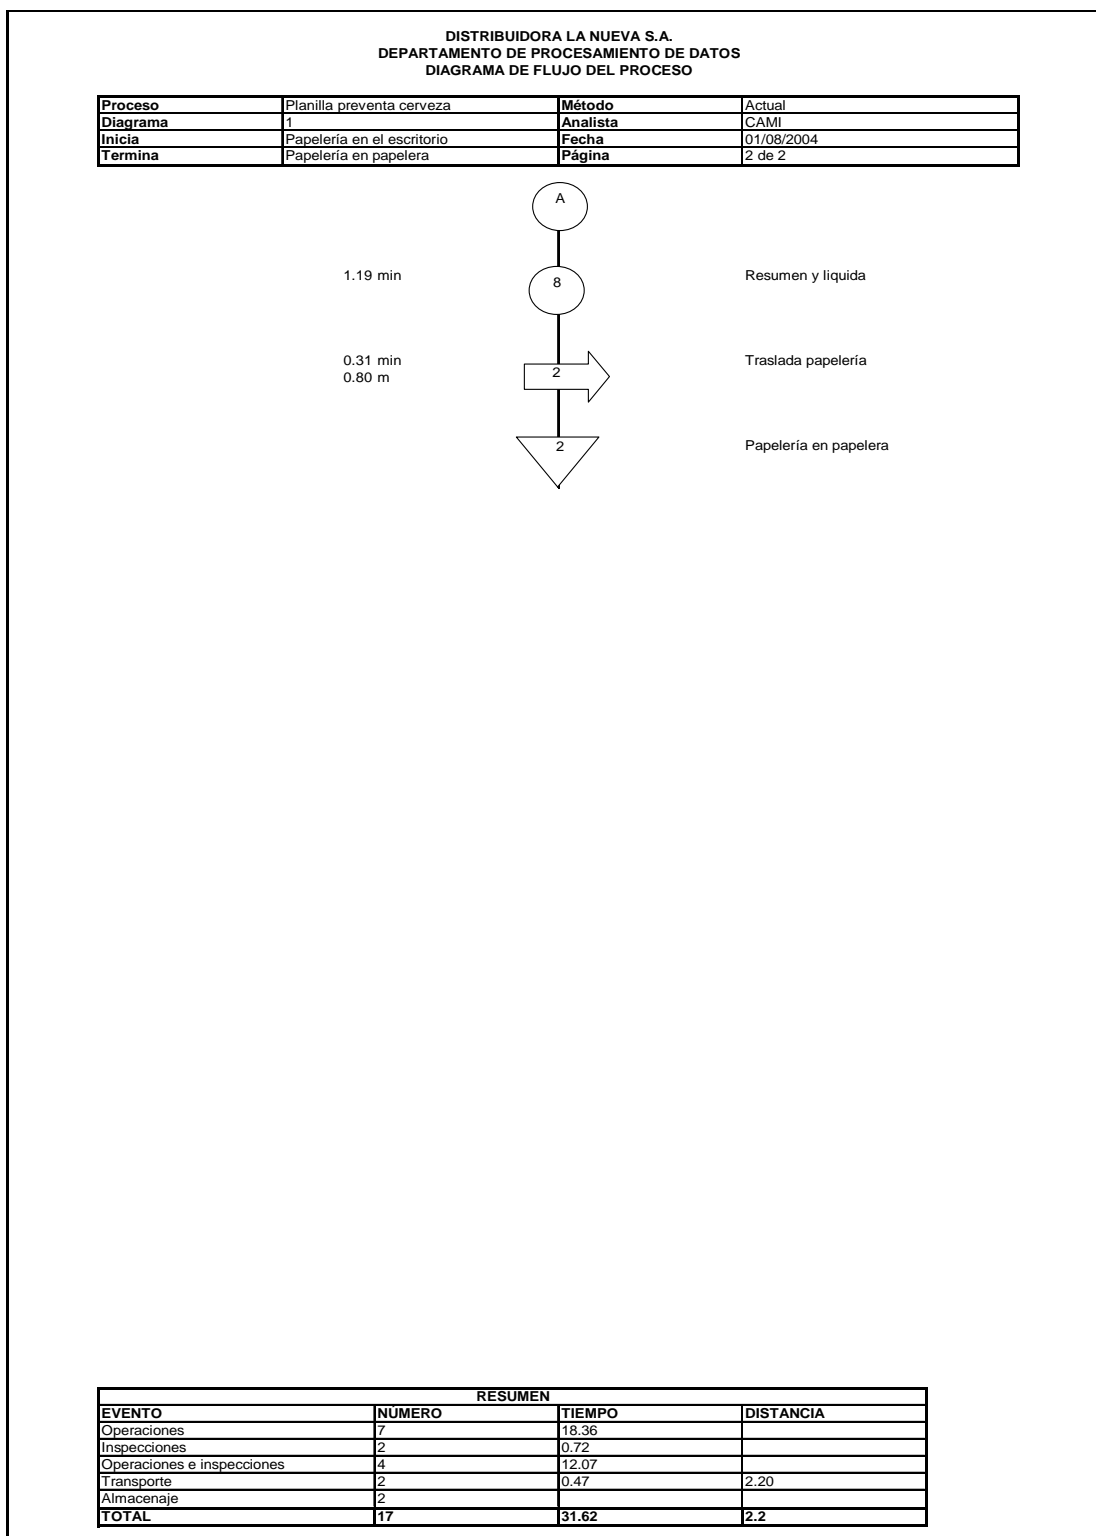 DISTRIBUIDORA LA NUEVA S.A.
DEPARTAMENTO DE PROCESAMIENTO DE DATOS
DIAGRAMA DE FLUJO DEL PROCESO
Proceso Planilla preventa cerveza Método Actual
Diagrama 1 Analista CAMI
Inicia Papelería en el escritorio Fecha 01/08/2004
Termina Papelería en papelera Página 2 de 2
A
1.19 min 8 Resumen y liquida
0.31 min 2 Traslada papelería
0.80 m
2 Papelería en papelera
RESUMEN
EVENTO NÚMERO TIEMPO DISTANCIA
Operaciones 7 18.36
Inspecciones 2 0.72
Operaciones e inspecciones 4 12.07
Transporte 2 0.47 2.20
Almacenaje 2
TOTAL 17 31.62 2.2